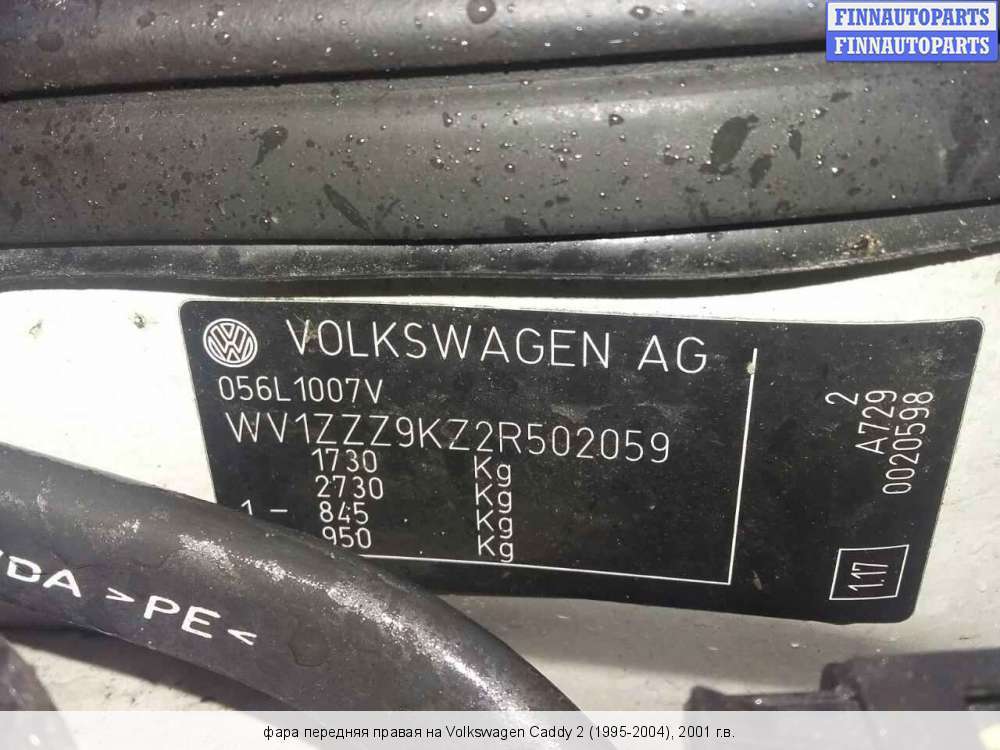 FINNAUTOPARTS
FINNAUTOPARTS
VOLKSWAGEN AG
056L1007V
WV1ZZZ9KZ2R502059
1730 Kg
2730 Kg
1 - 845 Kg
950 Kg
2
A729
0020598
1.17
VDA >PE<
фара передняя правая на Volkswagen Caddy 2 (1995-2004), 2001 г.в.